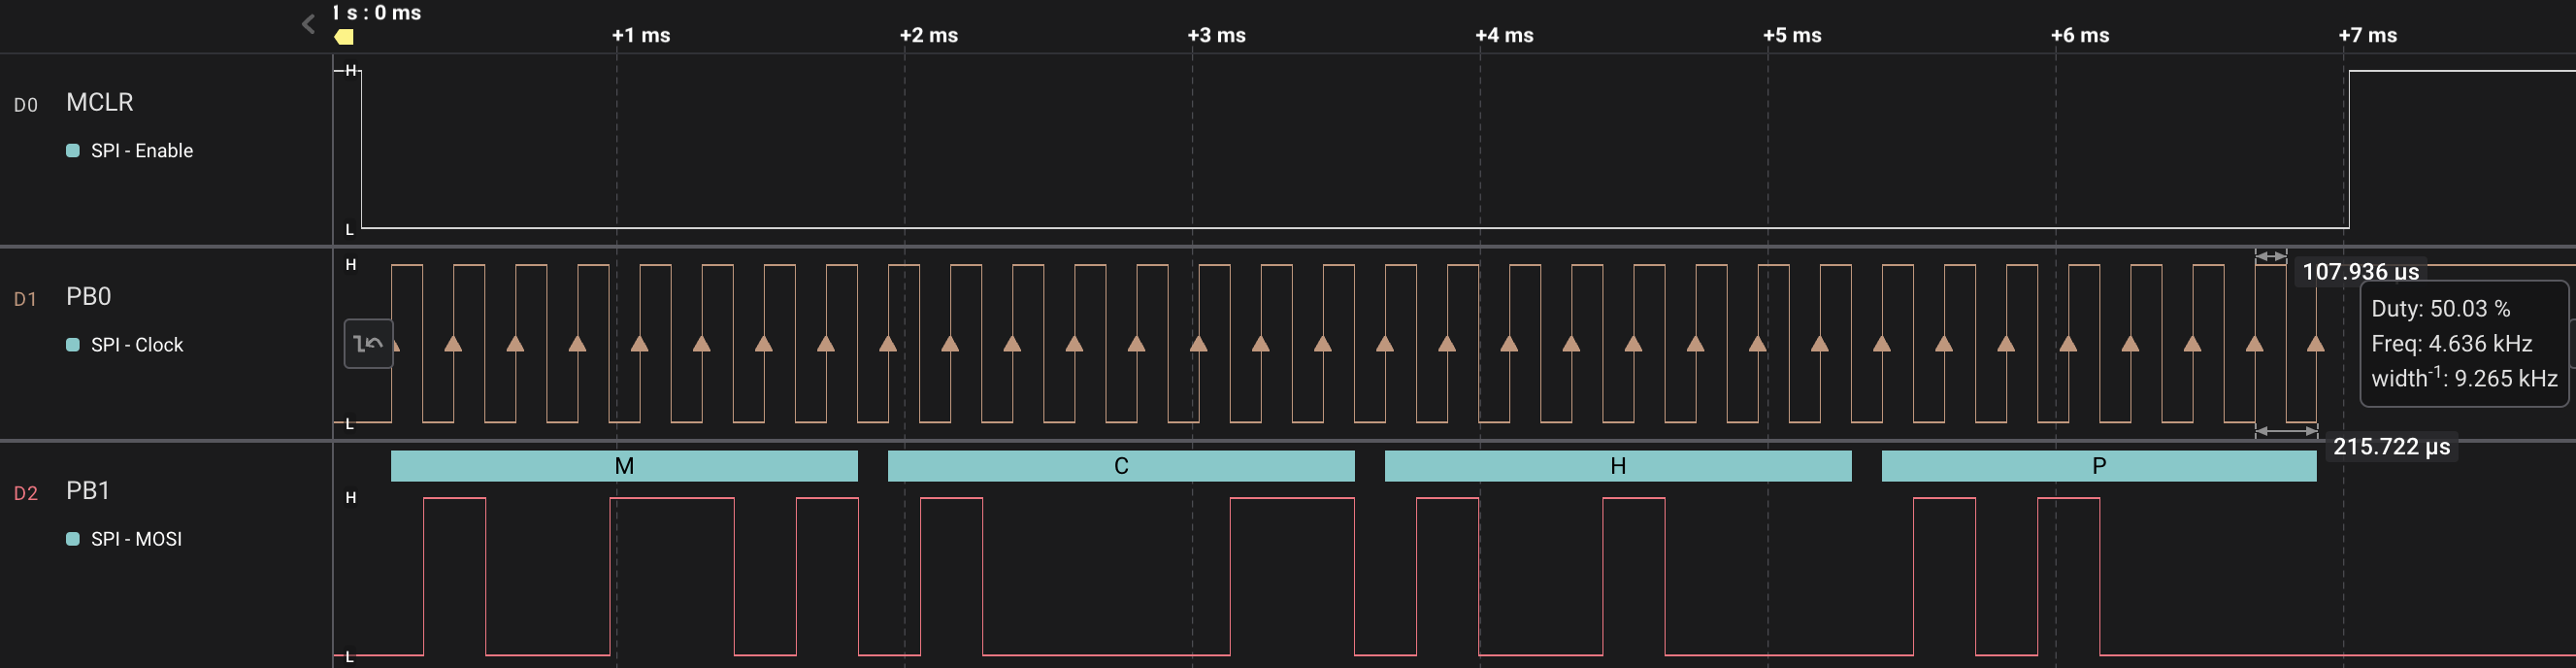 1 s : 0 ms
+1 ms +2 ms +3 ms +4 ms +5 ms +6 ms +7 ms
D0 MCLR
SPI - Enable
H
L
D1 PB0
SPI - Clock
H
L
107.936 µs
Duty: 50.03 %
Freq: 4.636 kHz
width⁻¹: 9.265 kHz
215.722 µs
D2 PB1
SPI - MOSI
M C H P
H
L